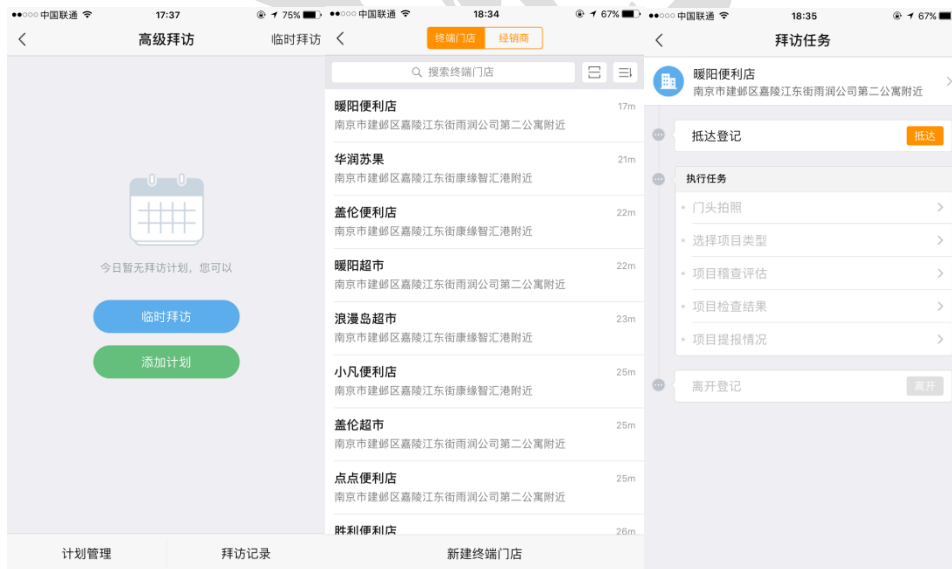 中国联通 17:37 75%
高级拜访 临时拜访
今日暂无拜访计划，您可以
临时拜访
添加计划
计划管理 拜访记录
中国联通 18:34 67%
终端门店 经销商
搜索终端门店
暖阳便利店 17m
南京市建邺区嘉陵江东街雨润公司第二公寓附近
华润苏果 21m
南京市建邺区嘉陵江东街康缘智汇港附近
盖伦便利店 22m
南京市建邺区嘉陵江东街康缘智汇港附近
暖阳超市 22m
南京市建邺区嘉陵江东街雨润公司第二公寓附近
浪漫岛超市 23m
南京市建邺区嘉陵江东街康缘智汇港附近
小凡便利店 25m
南京市建邺区嘉陵江东街康缘智汇港附近
盖伦超市 25m
南京市建邺区嘉陵江东街雨润公司第二公寓附近
点点便利店 25m
南京市建邺区嘉陵江东街雨润公司第二公寓附近
胜利便利店 26m
新建终端门店
中国联通 18:35 67%
拜访任务
暖阳便利店
南京市建邺区嘉陵江东街雨润公司第二公寓附近
抵达登记 抵达
执行任务
门头拍照
选择项目类型
项目稽查评估
项目检查结果
项目提报情况
离开登记 离开